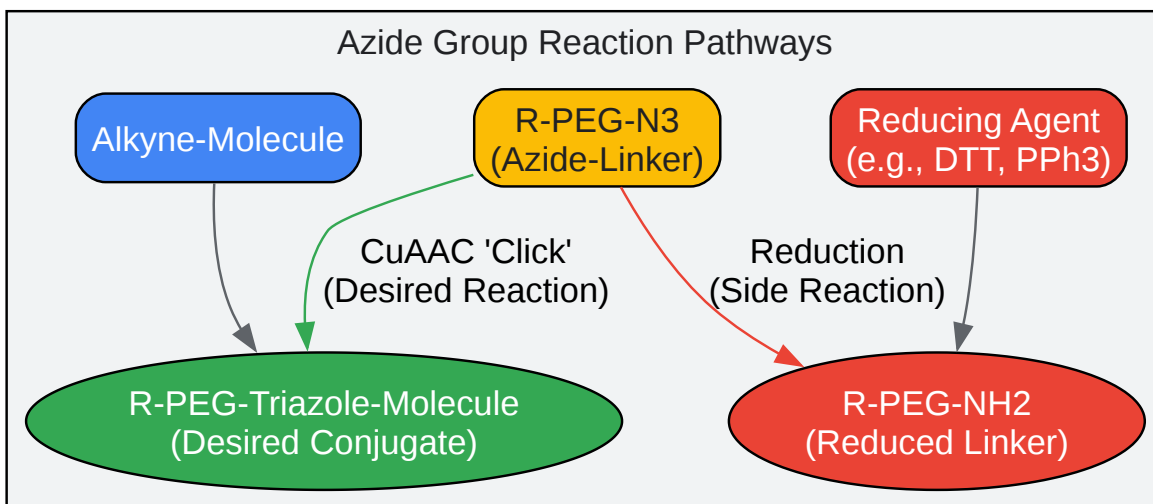 Azide Group Reaction Pathways
Alkyne-Molecule
R-PEG-N3
(Azide-Linker)
Reducing Agent
(e.g., DTT, PPh3)
CuAAC 'Click'
(Desired Reaction)
Reduction
(Side Reaction)
R-PEG-Triazole-Molecule
(Desired Conjugate)
R-PEG-NH2
(Reduced Linker)